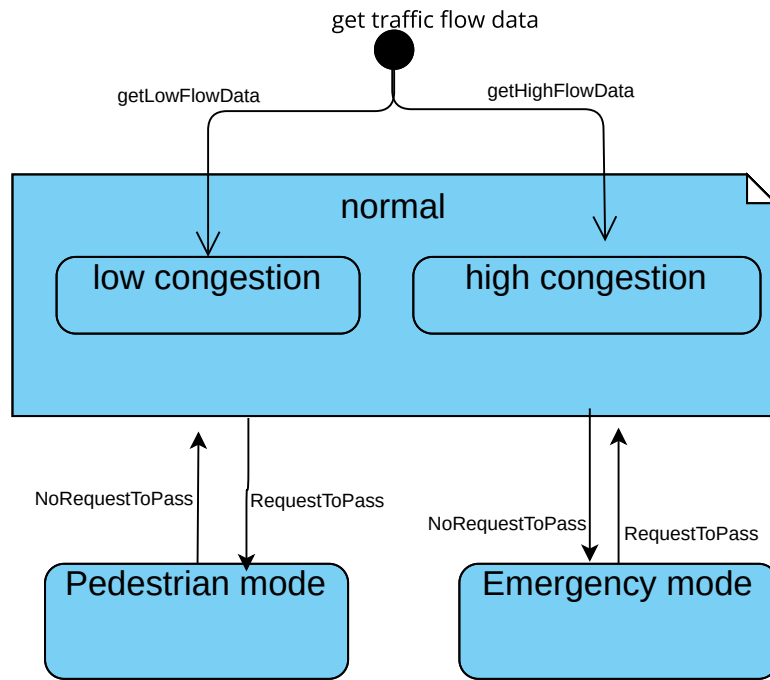 get traffic flow data
getLowFlowData
getHighFlowData
normal
low congestion
high congestion
NoRequestToPass
RequestToPass
NoRequestToPass
RequestToPass
Pedestrian mode
Emergency mode